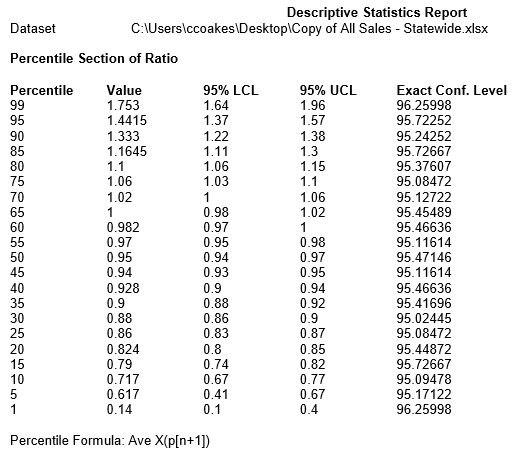 Descriptive Statistics Report
Dataset C:\Users\ccoakes\Desktop\Copy of All Sales - Statewide.xlsx
Percentile Section of Ratio
Percentile Value 95% LCL 95% UCL Exact Conf. Level
99 1.753 1.64 1.96 96.25998
95 1.4415 1.37 1.57 95.72252
90 1.333 1.22 1.38 95.24252
85 1.1645 1.11 1.3 95.72667
80 1.1 1.06 1.15 95.37607
75 1.06 1.03 1.1 95.08472
70 1.02 1 1.06 95.12722
65 1 0.98 1.02 95.45489
60 0.982 0.97 1 95.46636
55 0.97 0.95 0.98 95.11614
50 0.95 0.94 0.97 95.47146
45 0.94 0.93 0.95 95.11614
40 0.928 0.9 0.94 95.46636
35 0.9 0.88 0.92 95.41696
30 0.88 0.86 0.9 95.02445
25 0.86 0.83 0.87 95.08472
20 0.824 0.8 0.85 95.44872
15 0.79 0.74 0.82 95.72667
10 0.717 0.67 0.77 95.09478
5 0.617 0.41 0.67 95.17122
1 0.14 0.1 0.4 96.25998
Percentile Formula: Ave X(p[n+1])